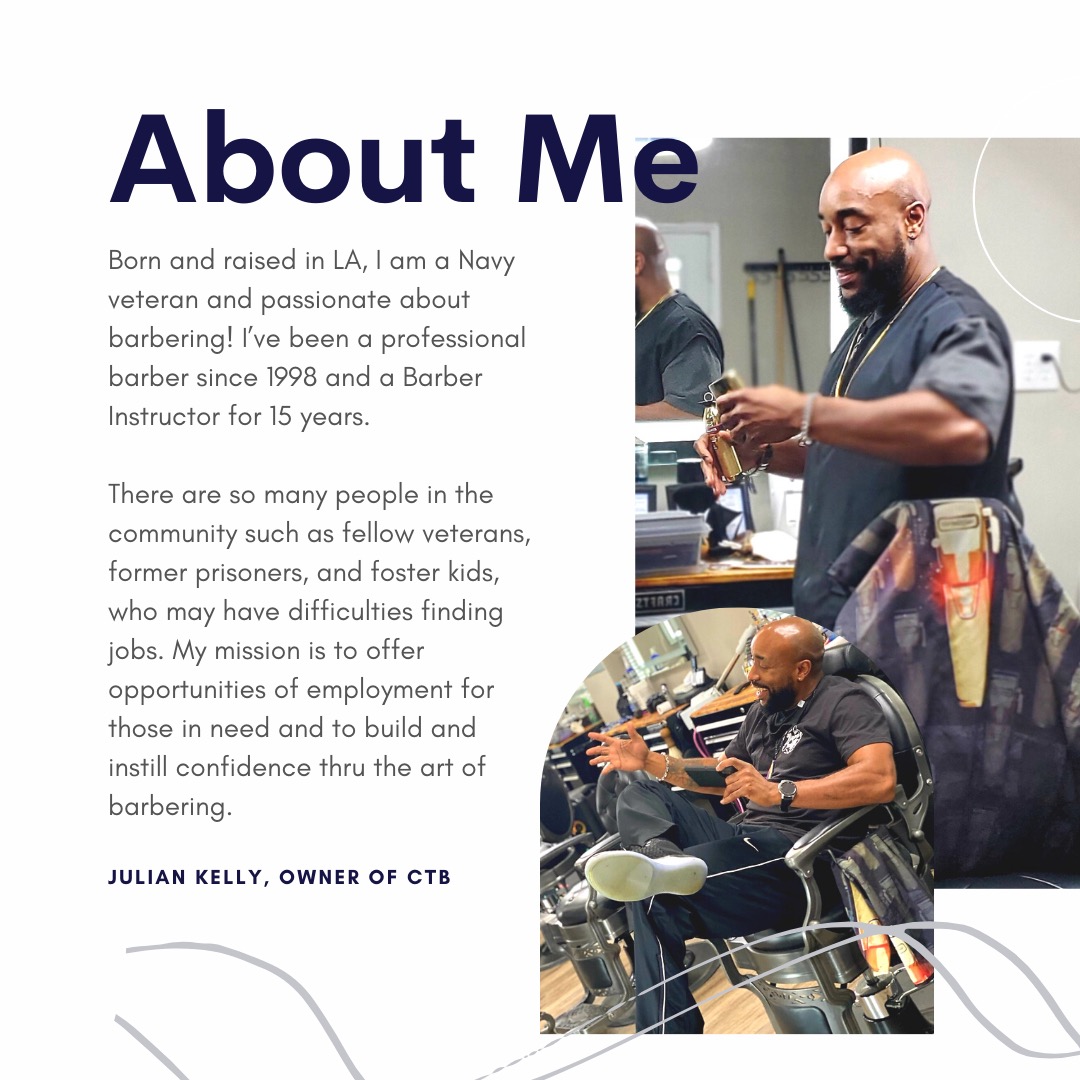 About Me
Born and raised in LA, I am a Navy
veteran and passionate about
barbering! I’ve been a professional
barber since 1998 and a Barber
Instructor for 15 years.
There are so many people in the
community such as fellow veterans,
former prisoners, and foster kids,
who may have difficulties finding
jobs. My mission is to offer
opportunities of employment for
those in need and to build and
instill confidence thru the art of
barbering.
JULIAN KELLY, OWNER OF CTB